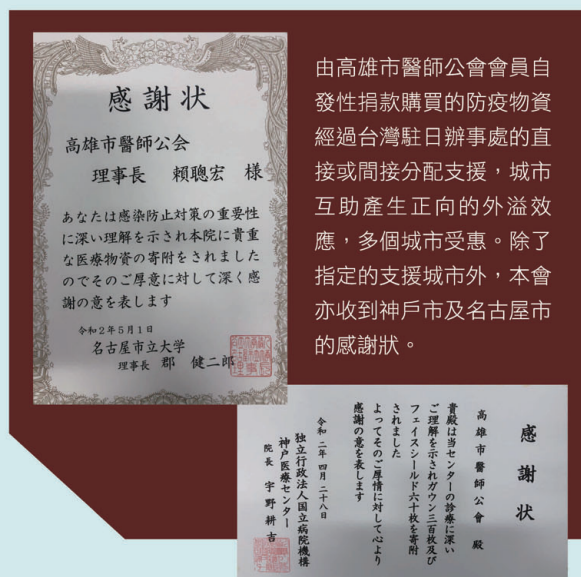 感謝状
高雄市醫師公会
理事長　頼聰宏　様
あなたは感染防止対策の重要性
に深い理解を示され本院に貴重
な医療物資の寄附をされました
のでそのご厚意に対して深く感
謝の意を表します
令和2年5月1日
名古屋市立大学
理事長　郡　健二郎
由高雄市醫師公會會員自
發性捐款購買的防疫物資
經過台灣駐日辦事處的直
接或間接分配支援，城市
互助產生正向的外溢效
應，多個城市受惠。除了
指定的支援城市外，本會
亦收到神戶市及名古屋市
的感謝狀。
感謝状
高雄市醫師公會　殿
貴殿は当センターの診療に深い
ご理解を示されガウン三百枚及び
フェイスシールド六十枚を寄附
されました
よってそのご厚情に対して心より
感謝の意を表します
令和二年四月二十八日
独立行政法人国立病院機構
神戸医療センター
院長　宇野耕吉